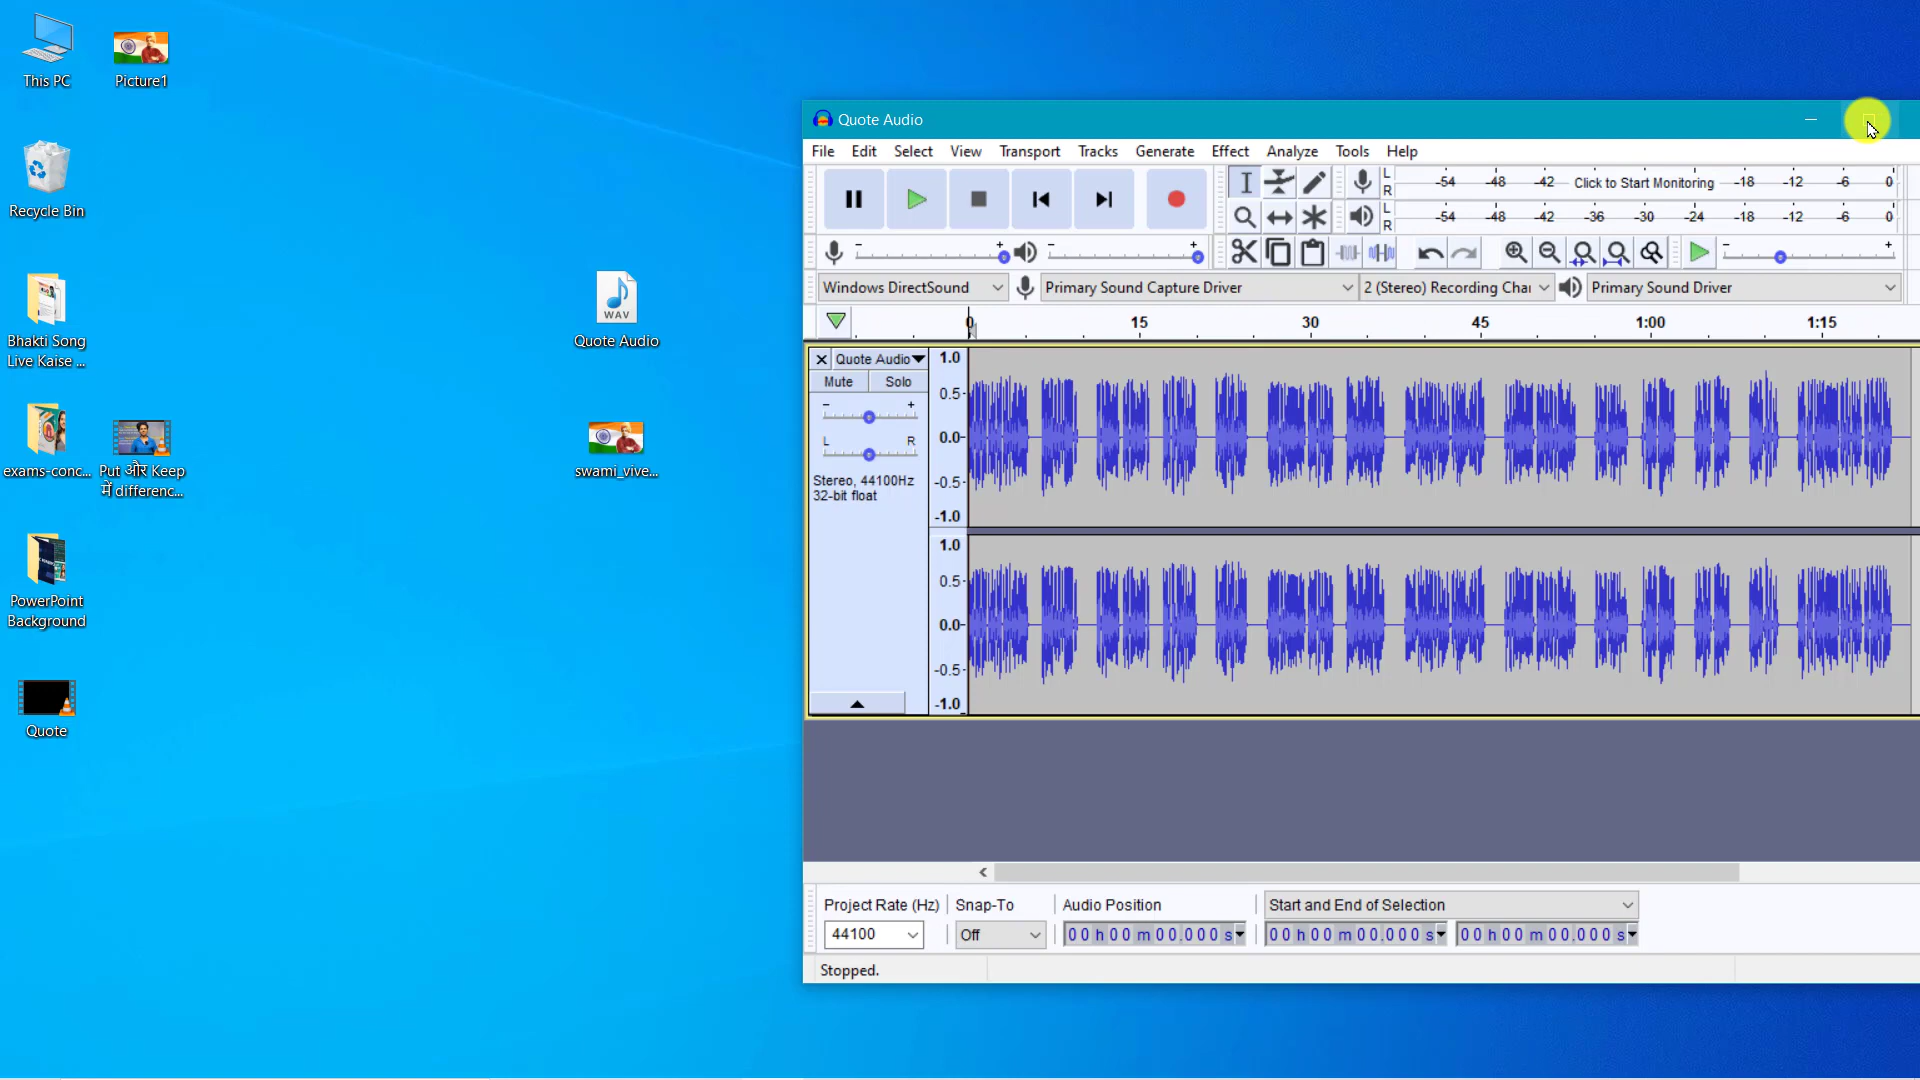 This PC
Picture1
Recycle Bin
Bhakti Song
Live Kaise ...
exams-conc...
Put और Keep
में differenc...
PowerPoint
Background
Quote
WAV
Quote Audio
swami_vive...
Quote Audio
File Edit Select View Transport Tracks Generate Effect Analyze Tools Help
L
R
-54 -48 -42 Click to Start Monitoring -18 -12 -6 0
L
R
-54 -48 -42 -36 -30 -24 -18 -12 -6 0
- + - + - +
Windows DirectSound Primary Sound Capture Driver 2 (Stereo) Recording Chai Primary Sound Driver
0 15 30 45 1:00 1:15
Quote Audio
Mute Solo
- +
L R
Stereo, 44100Hz
32-bit float
1.0
0.5
0.0
-0.5
-1.0
1.0
0.5
0.0
-0.5
-1.0
Project Rate (Hz) Snap-To Audio Position Start and End of Selection
44100 Off 00 h 00 m 00.000 s 00 h 00 m 00.000 s 00 h 00 m 00.000 s
Stopped.